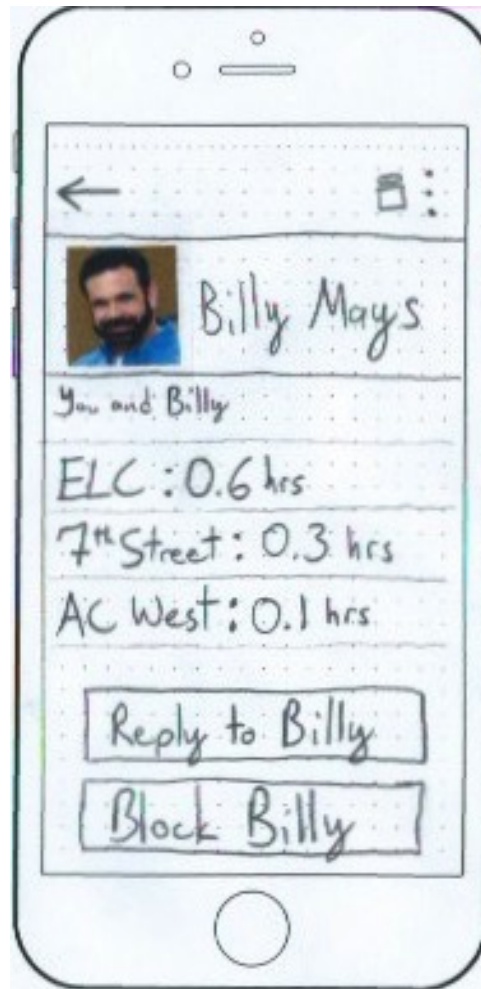 Billy Mays
You and Billy
ELC : 0.6 hrs
7th Street : 0.3 hrs
AC West : 0.1 hrs
Reply to Billy
Block Billy